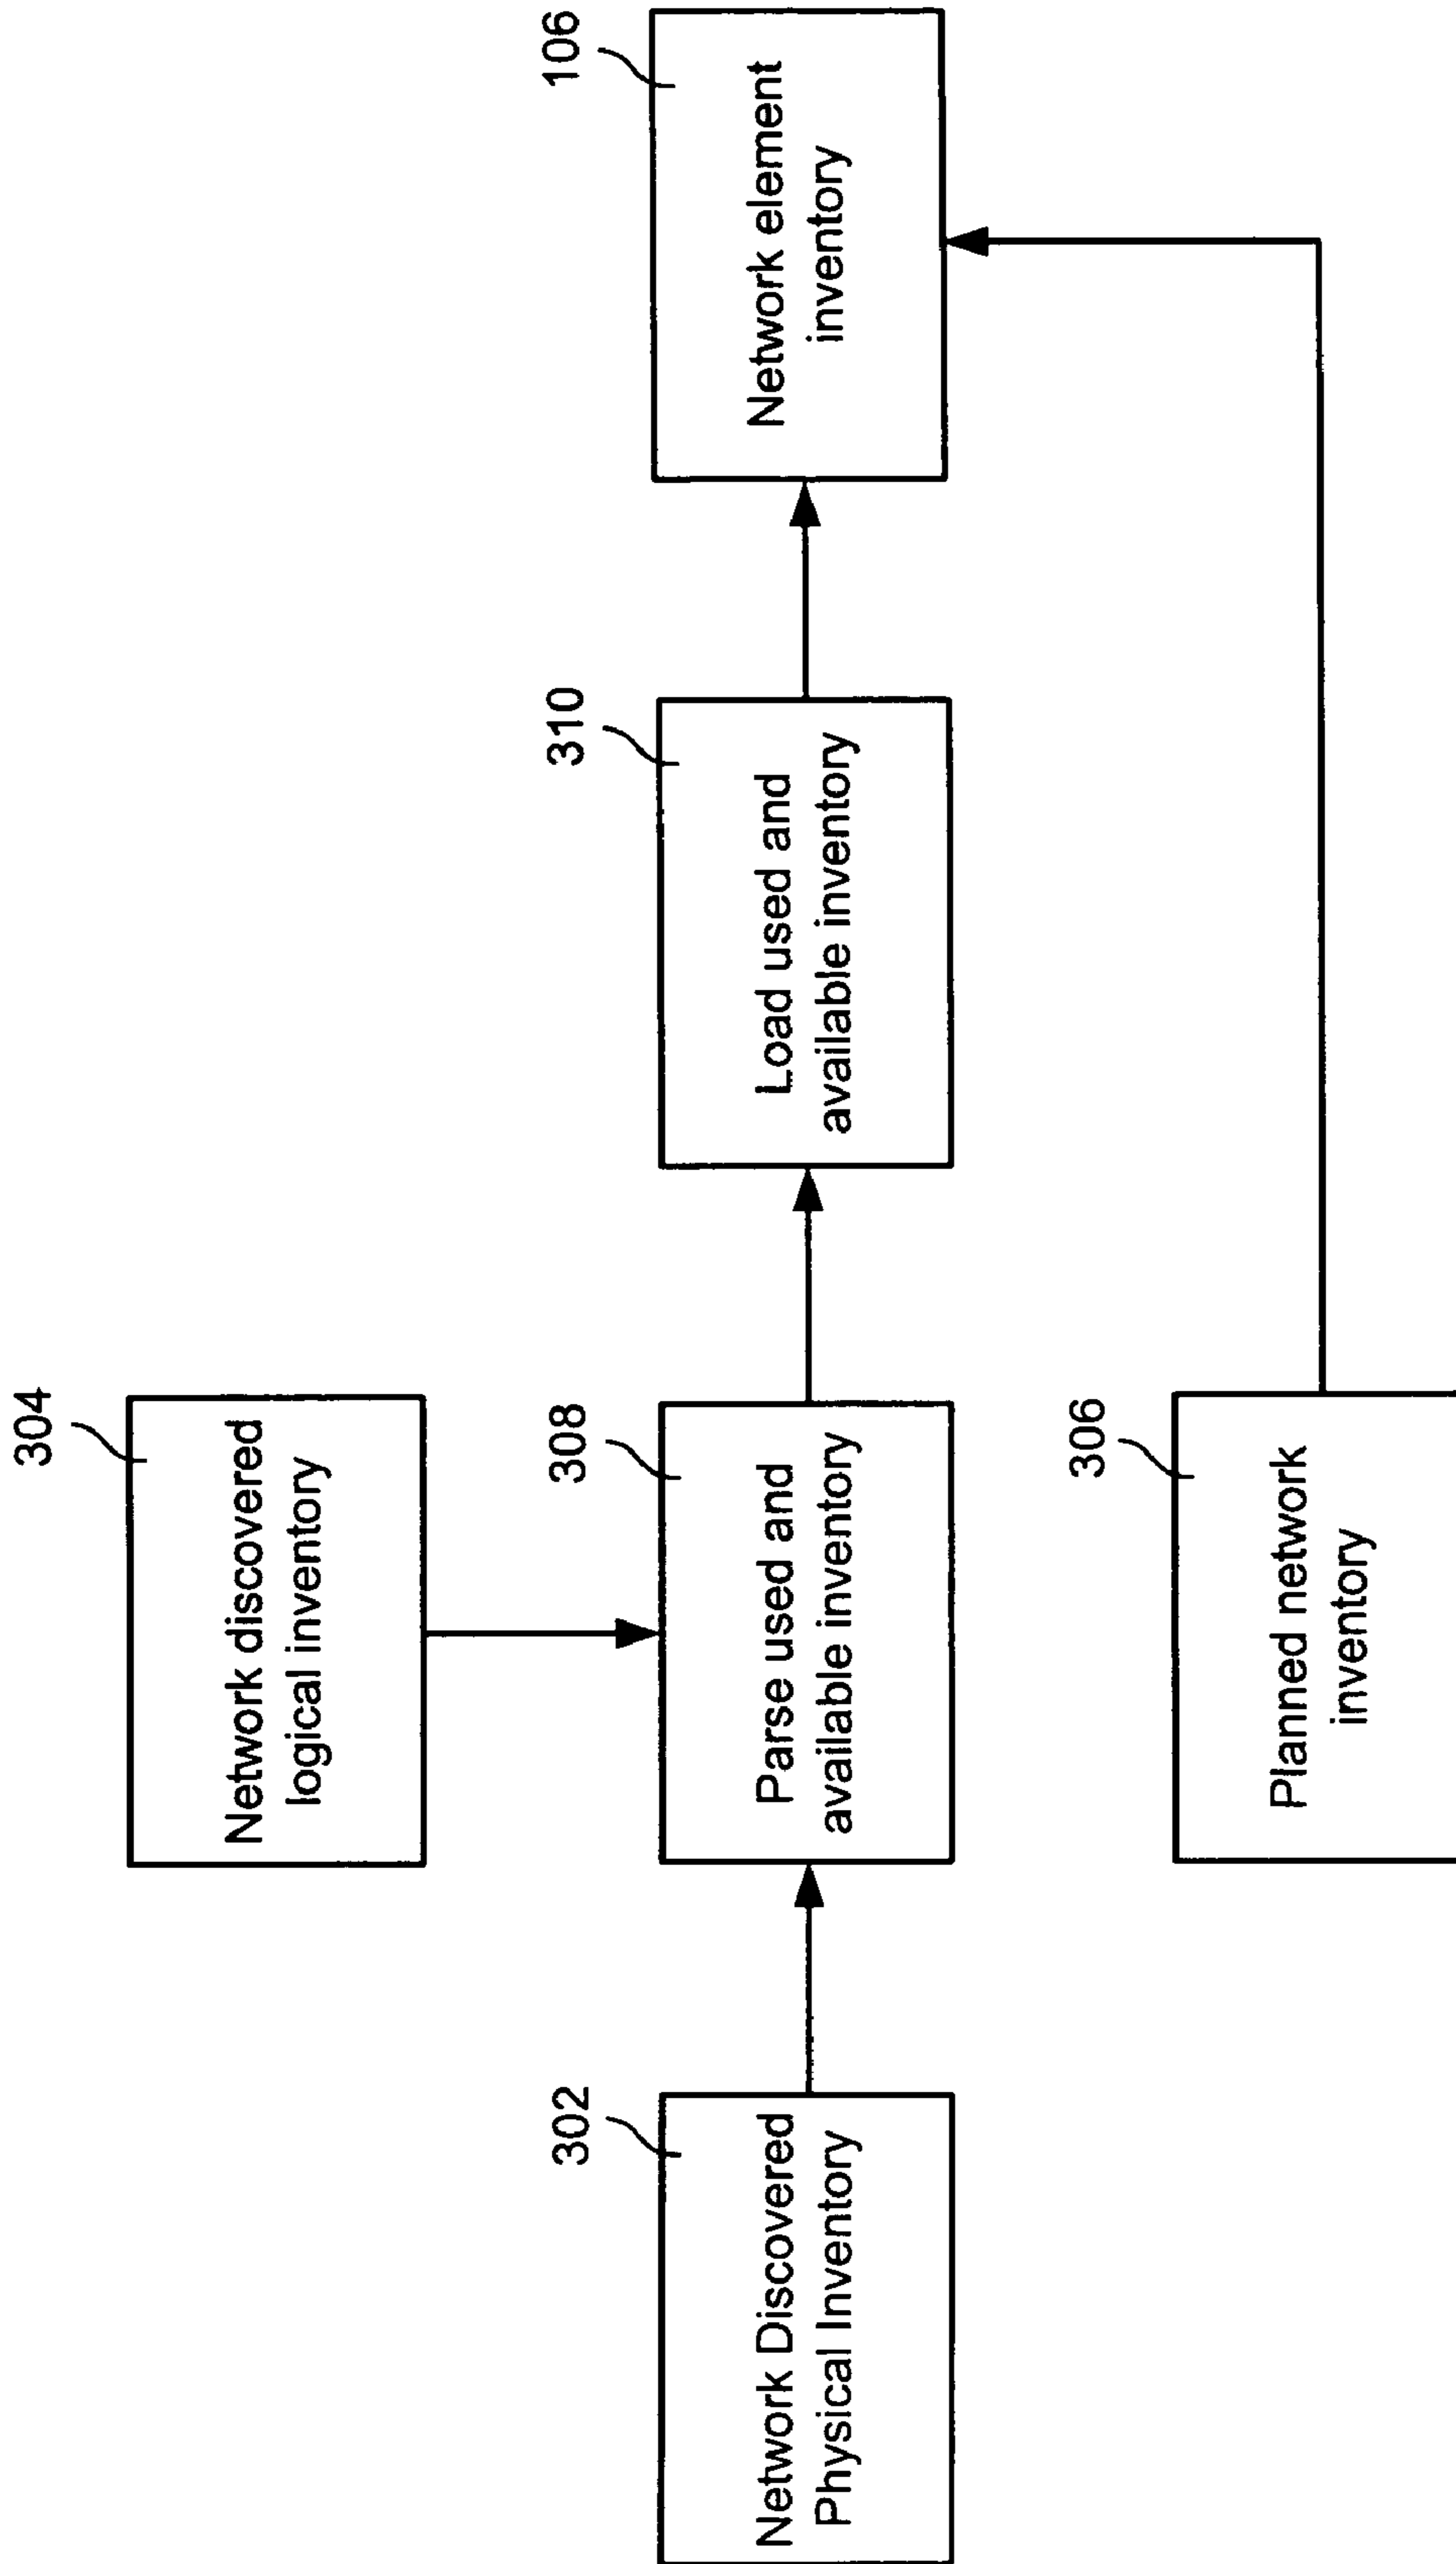 304
Network discovered
logical inventory
302
Network Discovered
Physical Inventory
308
Parse used and
available inventory
310
Load used and
available inventory
106
Network element
inventory
306
Planned network
inventory